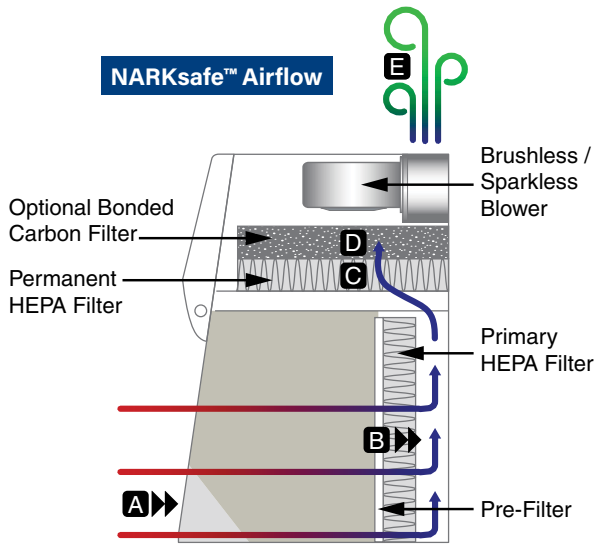 NARKsafe™ Airflow
E
Brushless /
Sparkless
Blower
Optional Bonded
Carbon Filter
D
Permanent
HEPA Filter
C
Primary
HEPA Filter
B
A
Pre-Filter